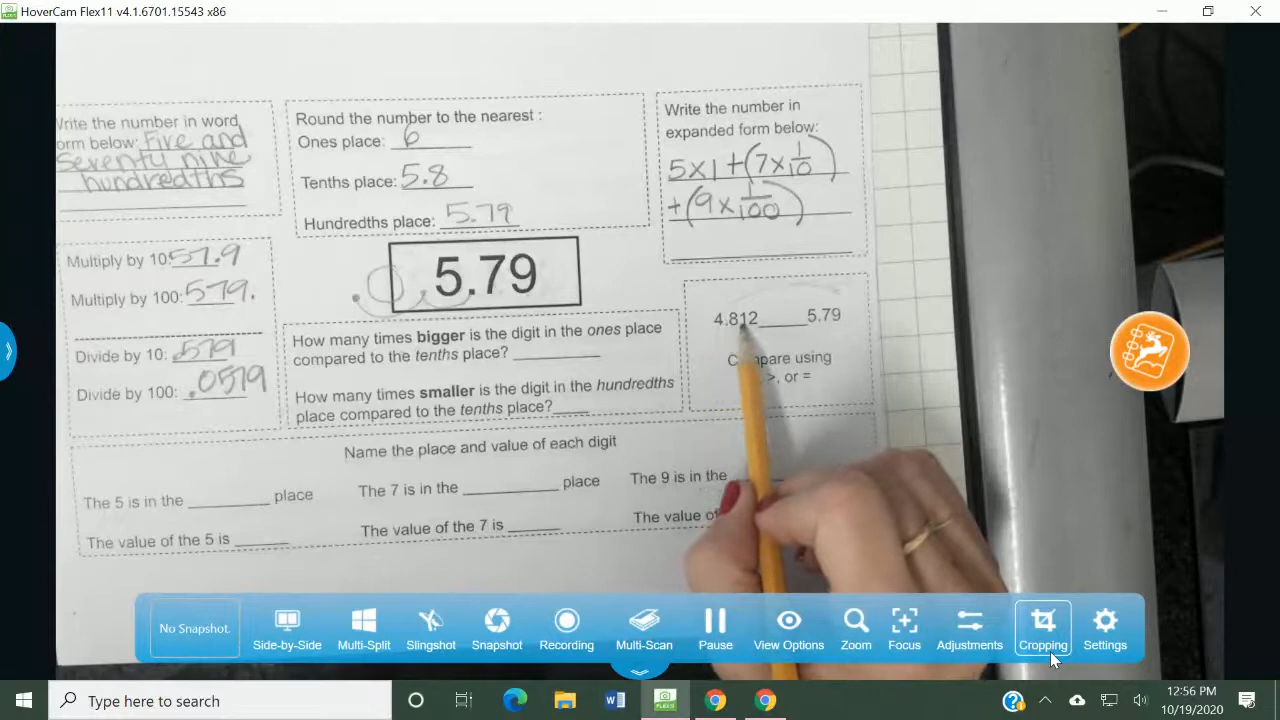 HoverCam Flex11 v4.1.6701.15543 x86
Write the number in word
form below: Five and
Seventy nine
hundredths
Round the number to the nearest :
Ones place: 6
Tenths place: 5.8
Hundredths place: 5.79
Write the number in
expanded form below:
5x1+(7x1/10)
+(9x1/100)
Multiply by 10: 57.9
Multiply by 100: 579.
Divide by 10: .579
Divide by 100: .0579
5.79
How many times bigger is the digit in the ones place
compared to the tenths place? ______
How many times smaller is the digit in the hundredths
place compared to the tenths place?____
4.812_____5.79
Compare using
>, or =
Name the place and value of each digit
The 5 is in the ______ place
The 7 is in the ______ place
The 9 is in the
The value of the 5 is ______
The value of the 7 is ______
The value of
No Snapshot.
Side-by-Side
Multi-Split
Slingshot
Snapshot
Recording
Multi-Scan
Pause
View Options
Zoom
Focus
Adjustments
Cropping
Settings
Type here to search
12:56 PM
10/19/2020